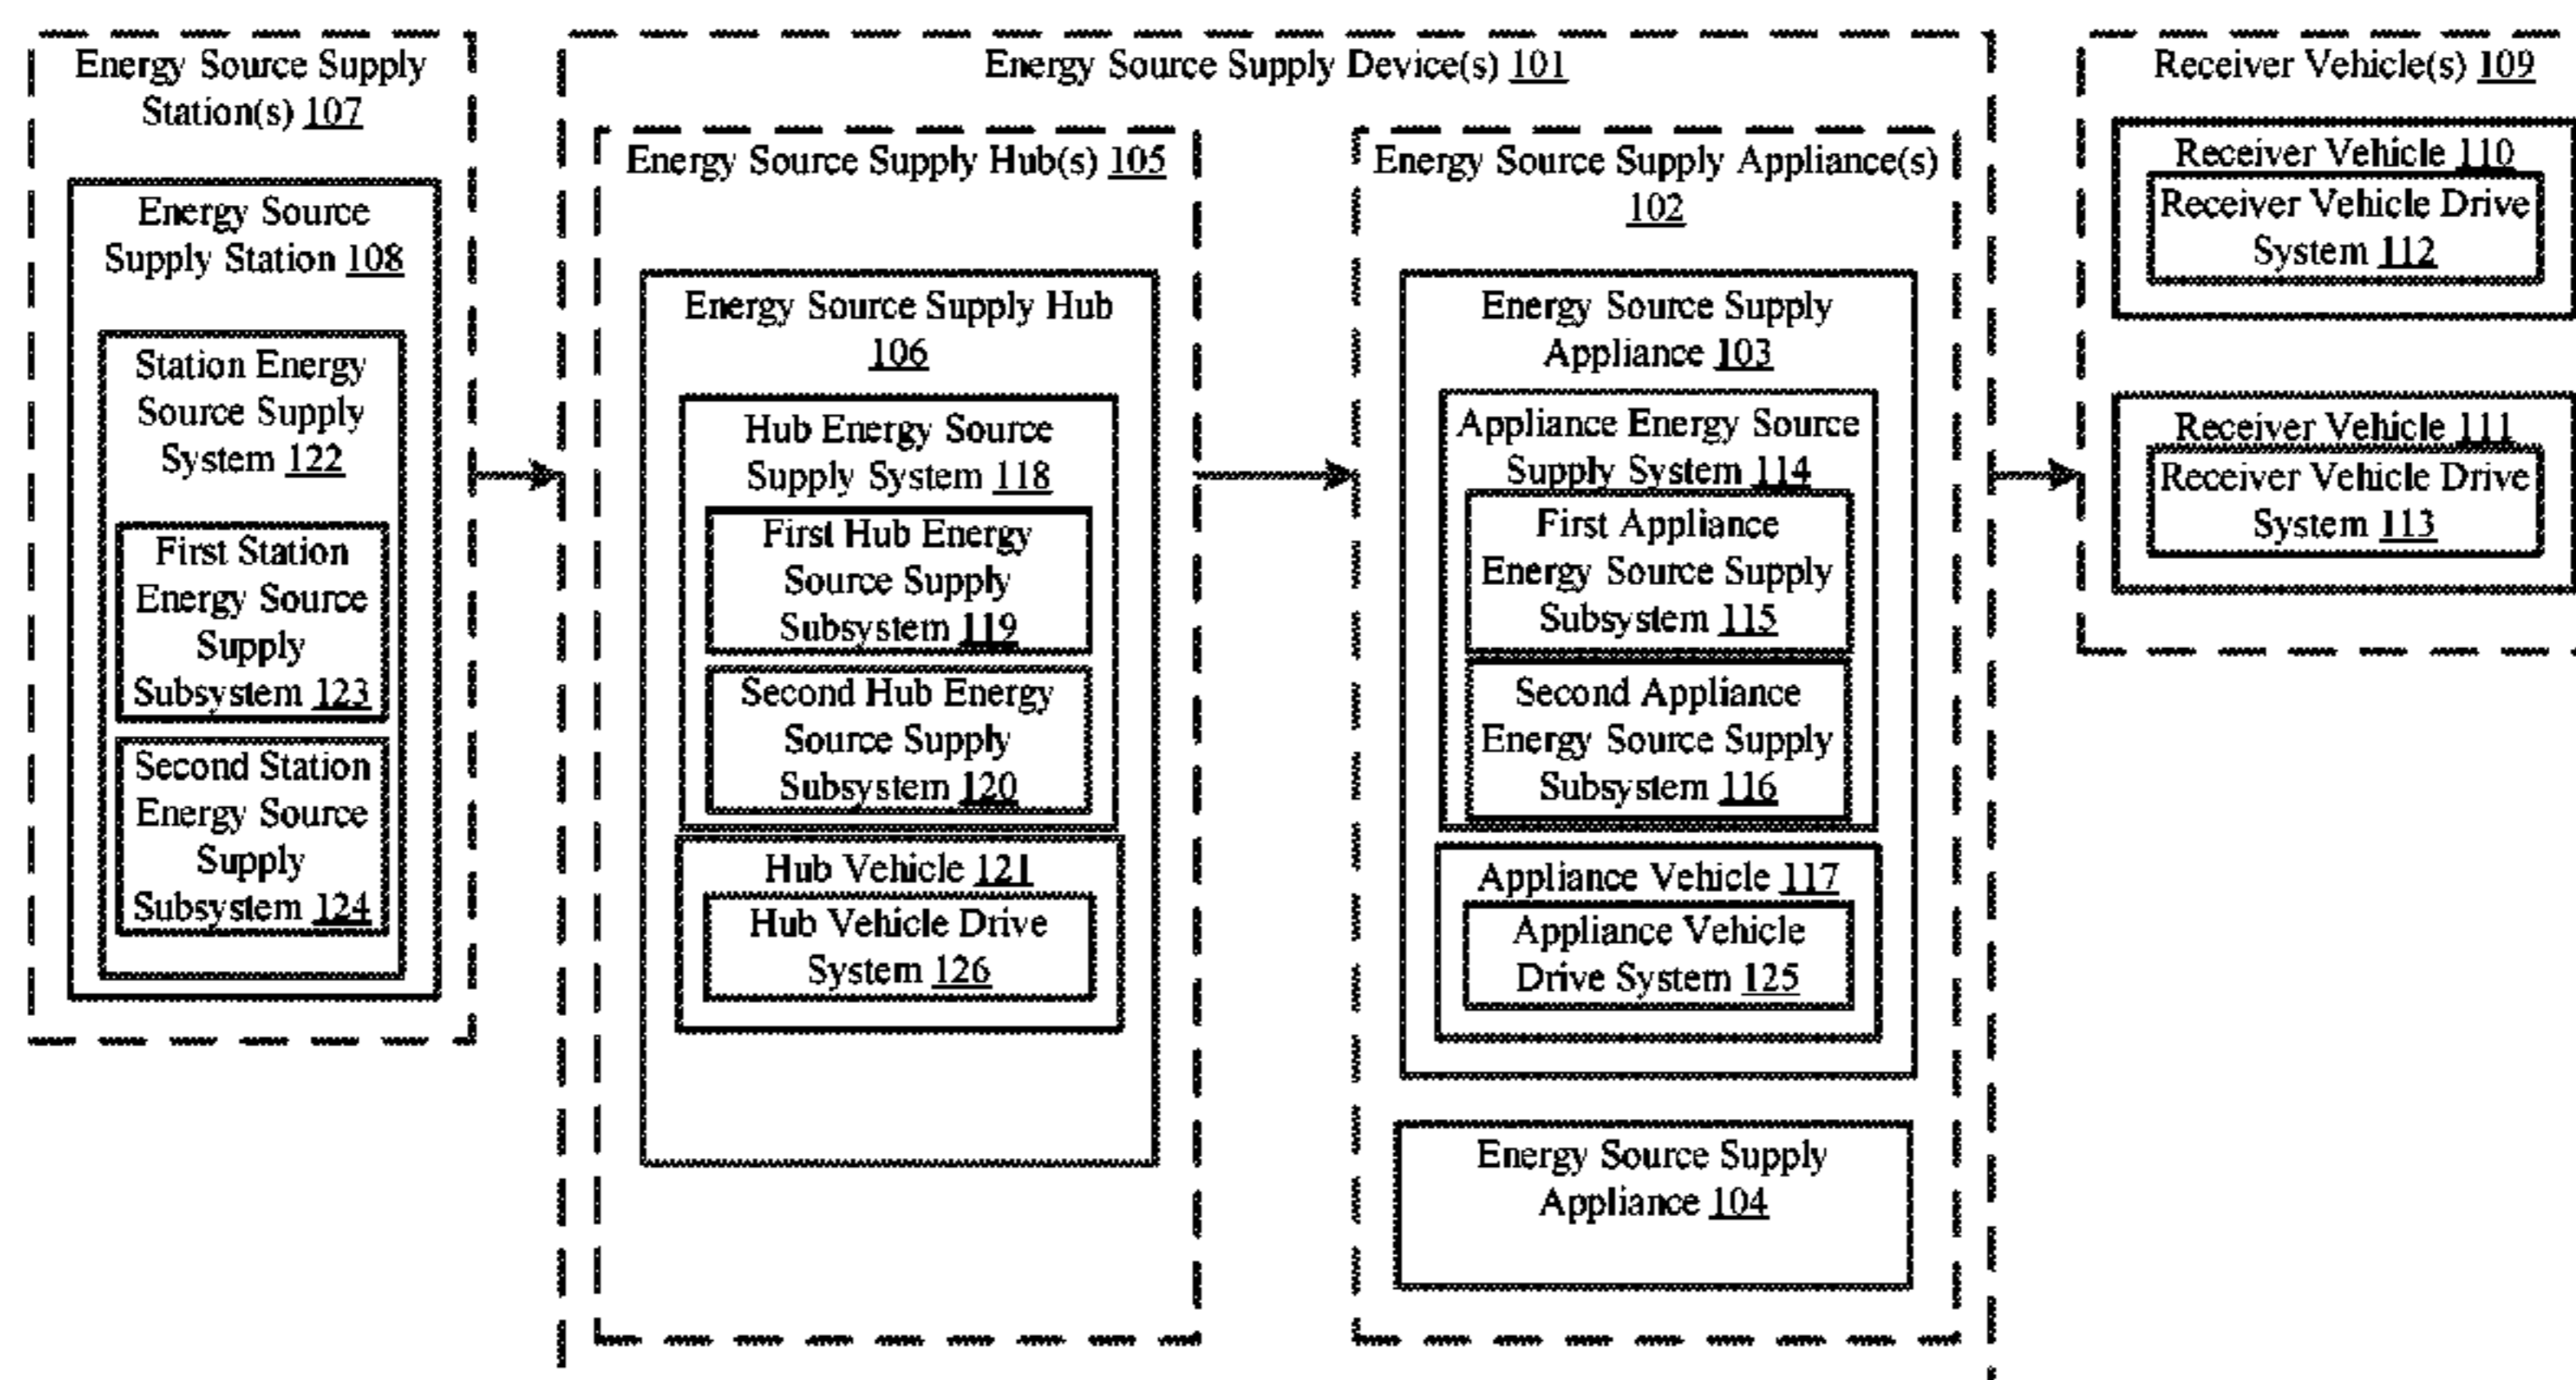 Energy Source Supply
Station(s) 107
Energy Source
Supply Station 108
Station Energy
Source Supply
System 122
First Station
Energy Source
Supply
Subsystem 123
Second Station
Energy Source
Supply
Subsystem 124
Energy Source Supply Device(s) 101
Energy Source Supply Hub(s) 105
Energy Source Supply Hub
106
Hub Energy Source
Supply System 118
First Hub Energy
Source Supply
Subsystem 119
Second Hub Energy
Source Supply
Subsystem 120
Hub Vehicle 121
Hub Vehicle Drive
System 126
Energy Source Supply Appliance(s)
102
Energy Source Supply
Appliance 103
Appliance Energy Source
Supply System 114
First Appliance
Energy Source Supply
Subsystem 115
Second Appliance
Energy Source Supply
Subsystem 116
Appliance Vehicle 117
Appliance Vehicle
Drive System 125
Energy Source Supply
Appliance 104
Receiver Vehicle(s) 109
Receiver Vehicle 110
Receiver Vehicle Drive
System 112
Receiver Vehicle 111
Receiver Vehicle Drive
System 113